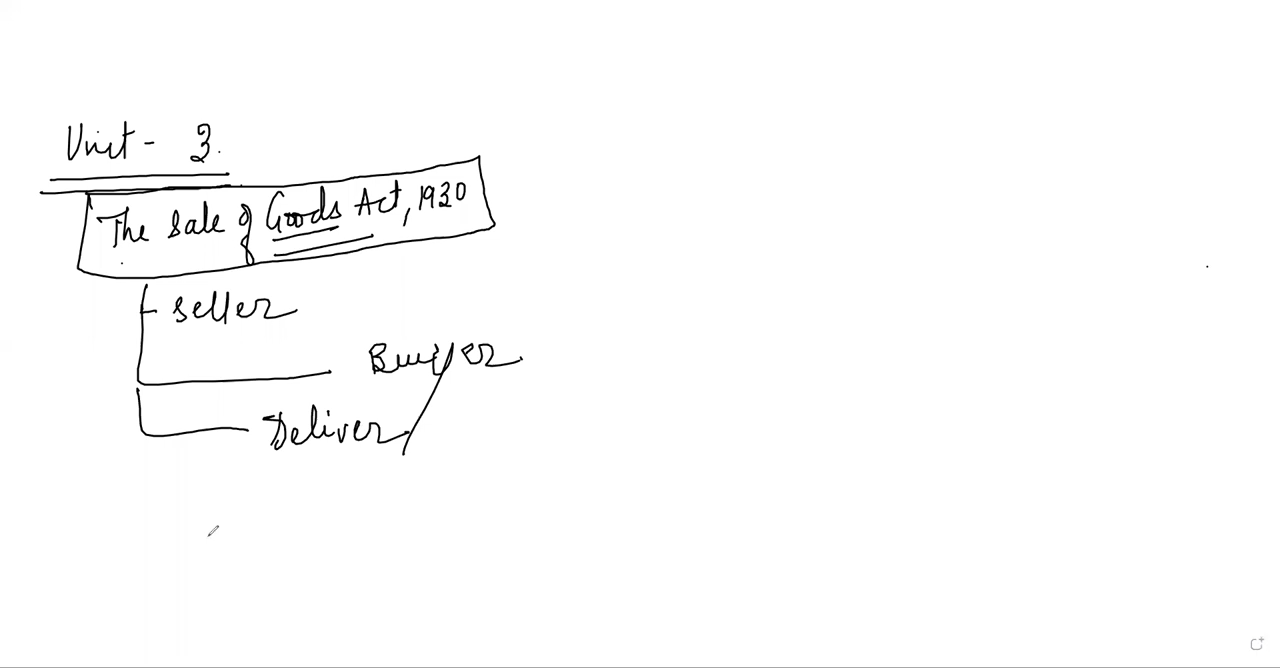 Unit - 3.
The Sale of Goods Act, 1930
Seller
Buyer
Deliver